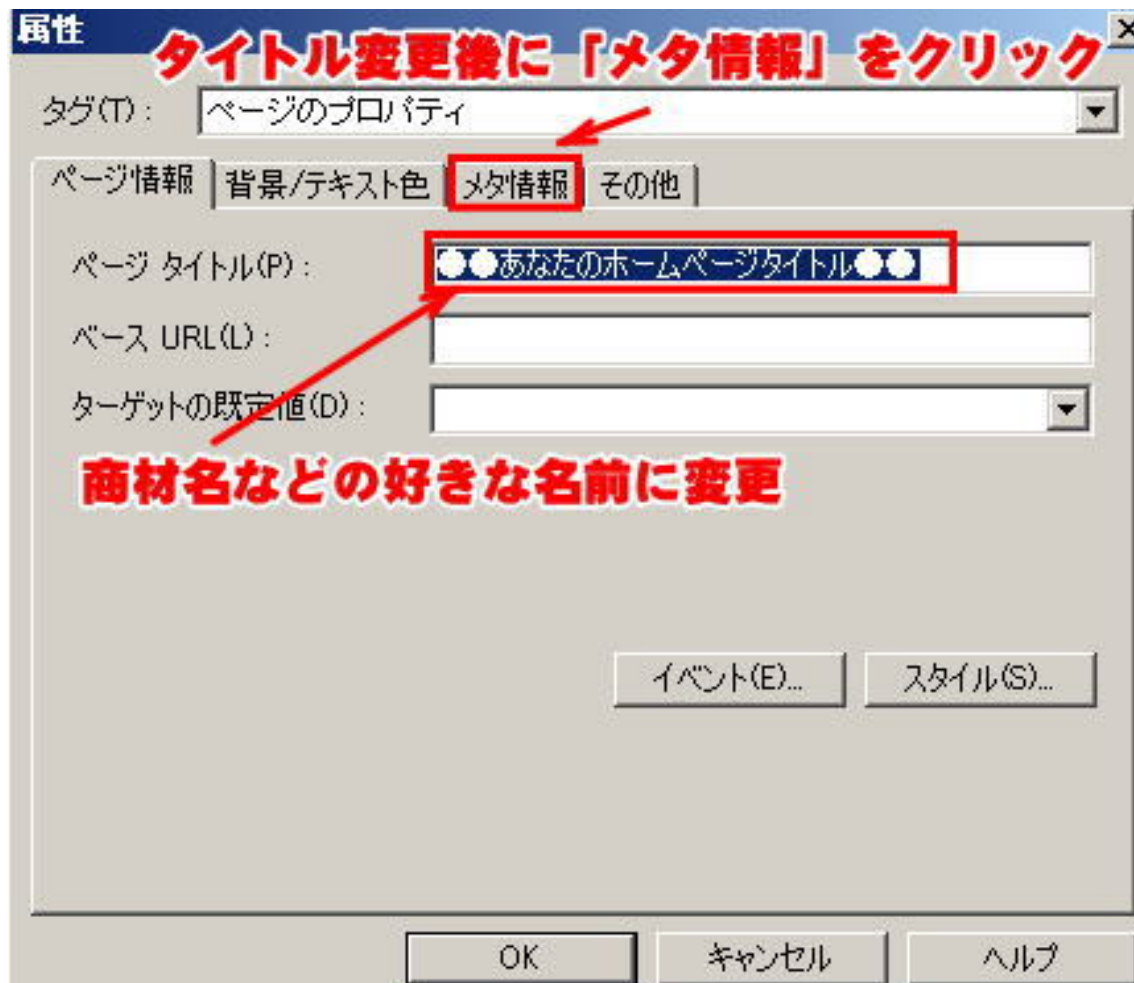 属性
タイトル変更後に「メタ情報」をクリック
タグ(T): ページのプロパティ
ページ情報 背景/テキスト色 メタ情報 その他
ページ タイトル(P): ●●あなたのホームページタイトル●●
ベース URL(L):
ターゲットの既定値(D):
商材名などの好きな名前に変更
イベント(E)... スタイル(S)...
OK キャンセル ヘルプ